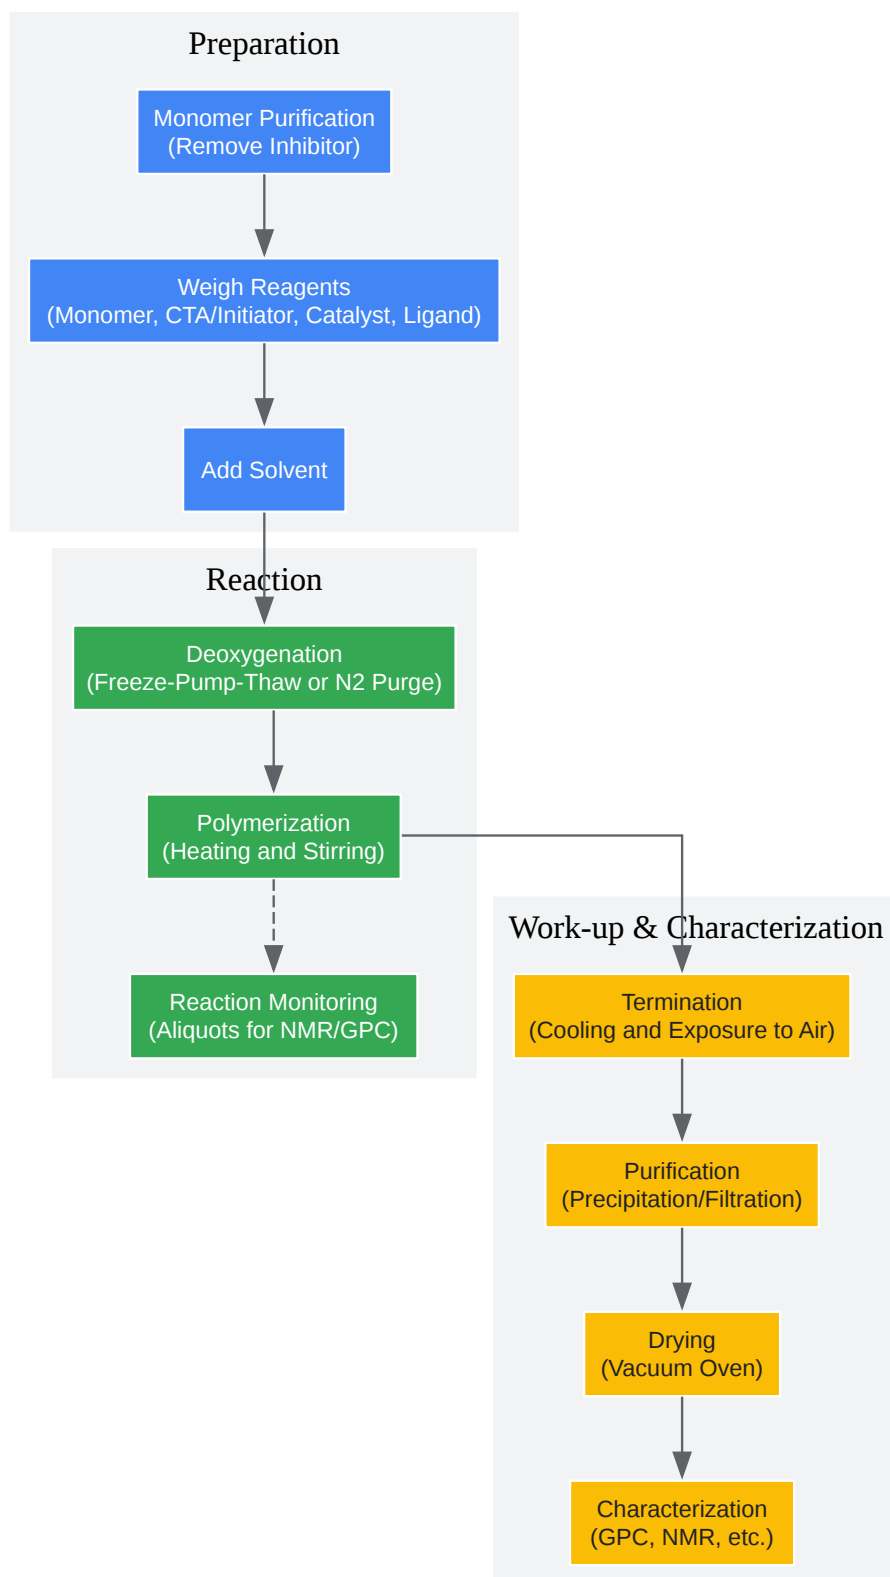 Preparation
Monomer Purification
(Remove Inhibitor)
Weigh Reagents
(Monomer, CTA/Initiator, Catalyst, Ligand)
Add Solvent
Reaction
Deoxygenation
(Freeze-Pump-Thaw or N2 Purge)
Polymerization
(Heating and Stirring)
Reaction Monitoring
(Aliquots for NMR/GPC)
Work-up & Characterization
Termination
(Cooling and Exposure to Air)
Purification
(Precipitation/Filtration)
Drying
(Vacuum Oven)
Characterization
(GPC, NMR, etc.)